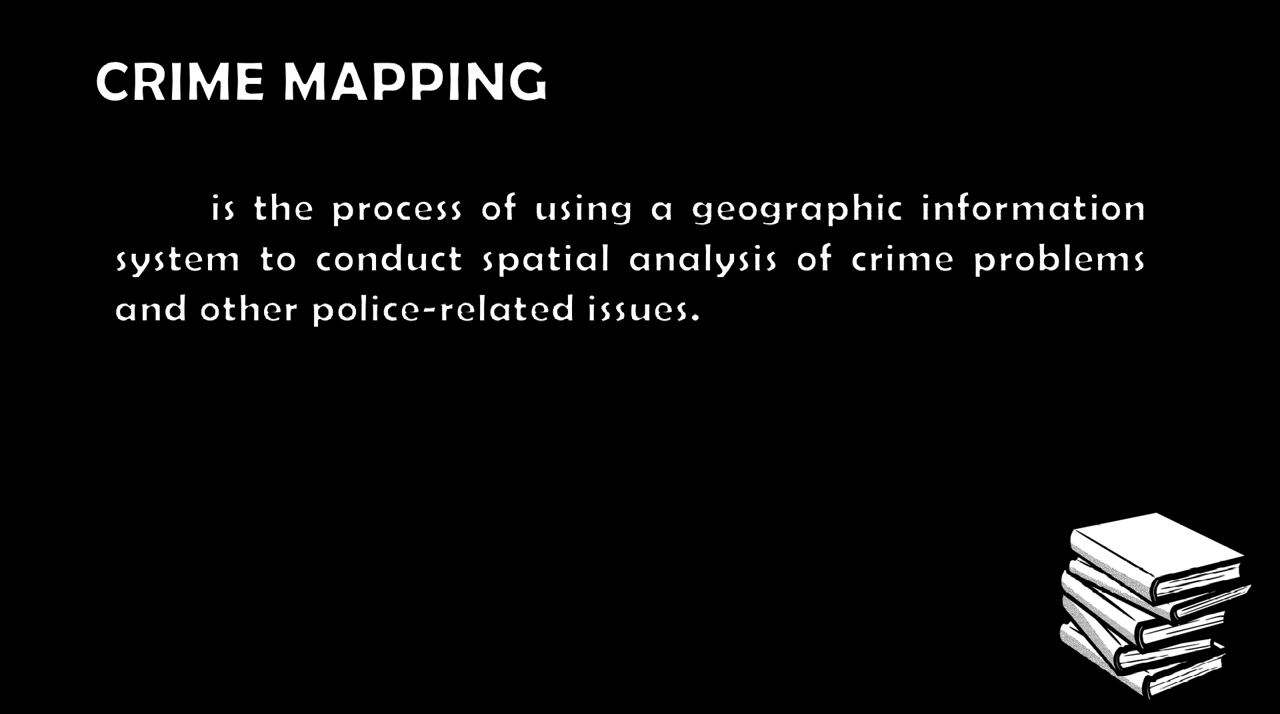 CRIME MAPPING
is the process of using a geographic information
system to conduct spatial analysis of crime problems
and other police-related issues.